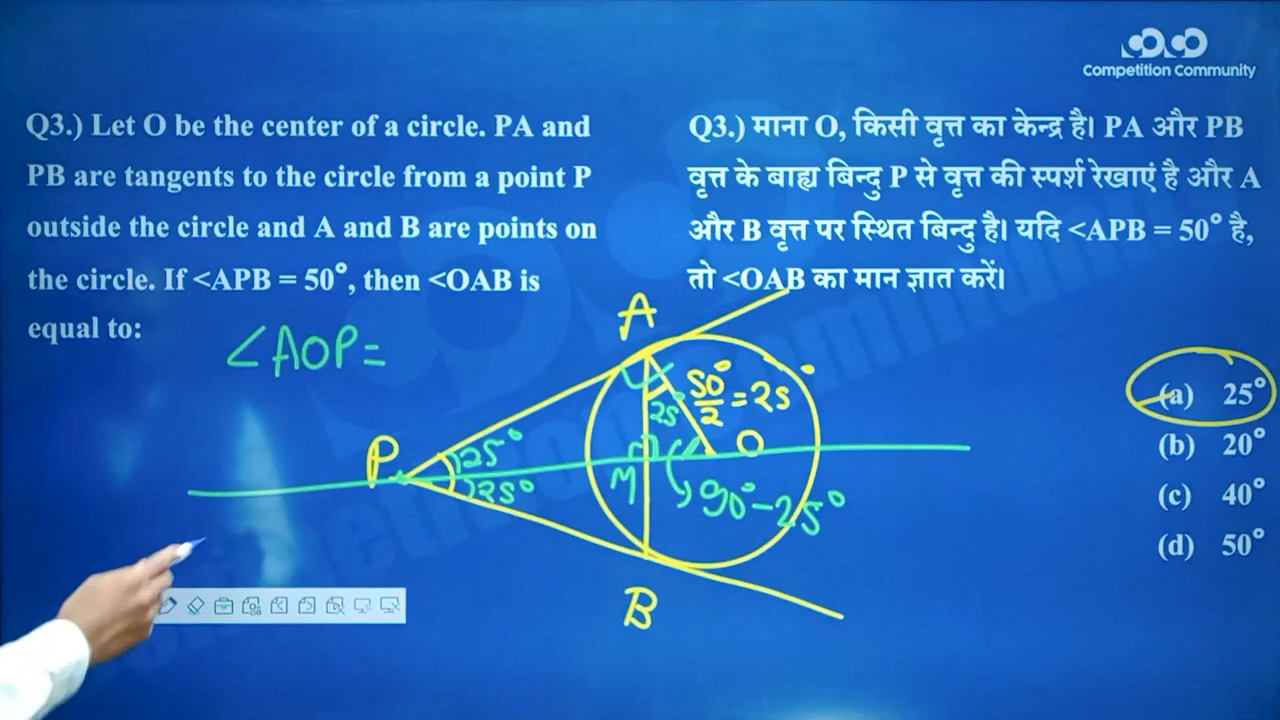 Competition Community
Q3.) Let O be the center of a circle. PA and
PB are tangents to the circle from a point P
outside the circle and A and B are points on
the circle. If <APB = 50°, then <OAB is
equal to:
Q3.) माना O, किसी वृत्त का केन्द्र है। PA और PB
वृत्त के बाह्य बिन्दु P से वृत्त की स्पर्श रेखाएं है और A
और B वृत्त पर स्थित बिन्दु है। यदि <APB = 50° है,
तो <OAB का मान ज्ञात करें।
∠AOP=
A
50°/2 = 25°
25°
P
25°
25°
M
O
90°-25°
B
(a) 25°
(b) 20°
(c) 40°
(d) 50°